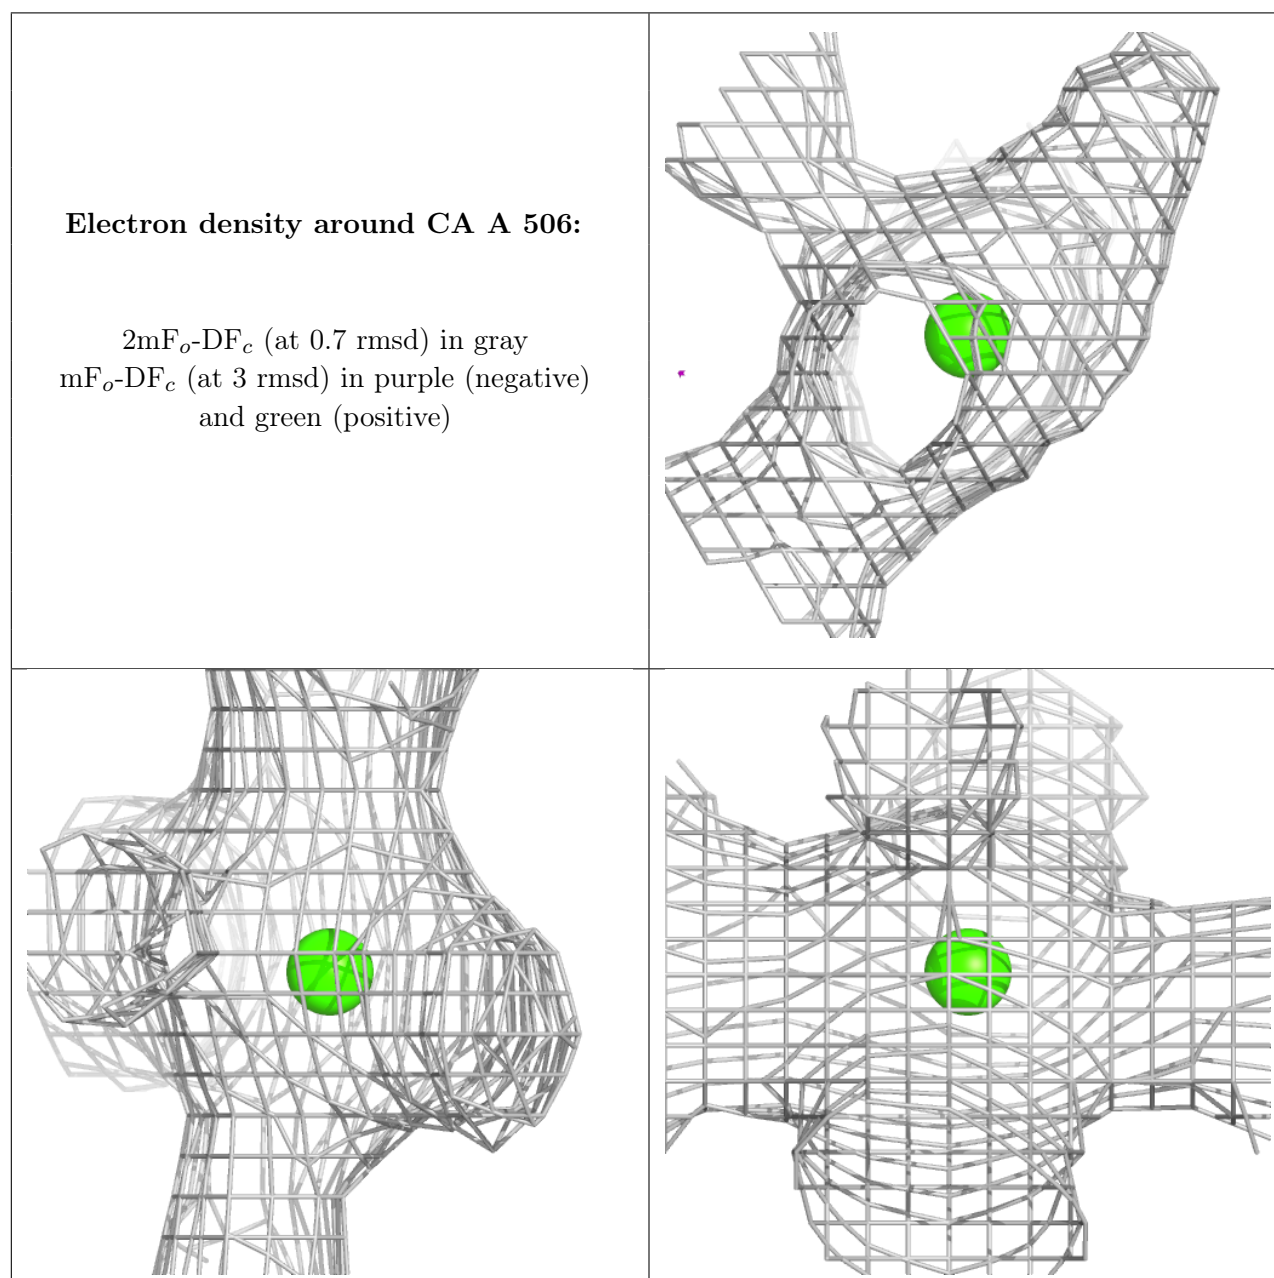 Electron density around CA A 506:
2mFo-DFc (at 0.7 rmsd) in gray
mFo-DFc (at 3 rmsd) in purple (negative)
and green (positive)